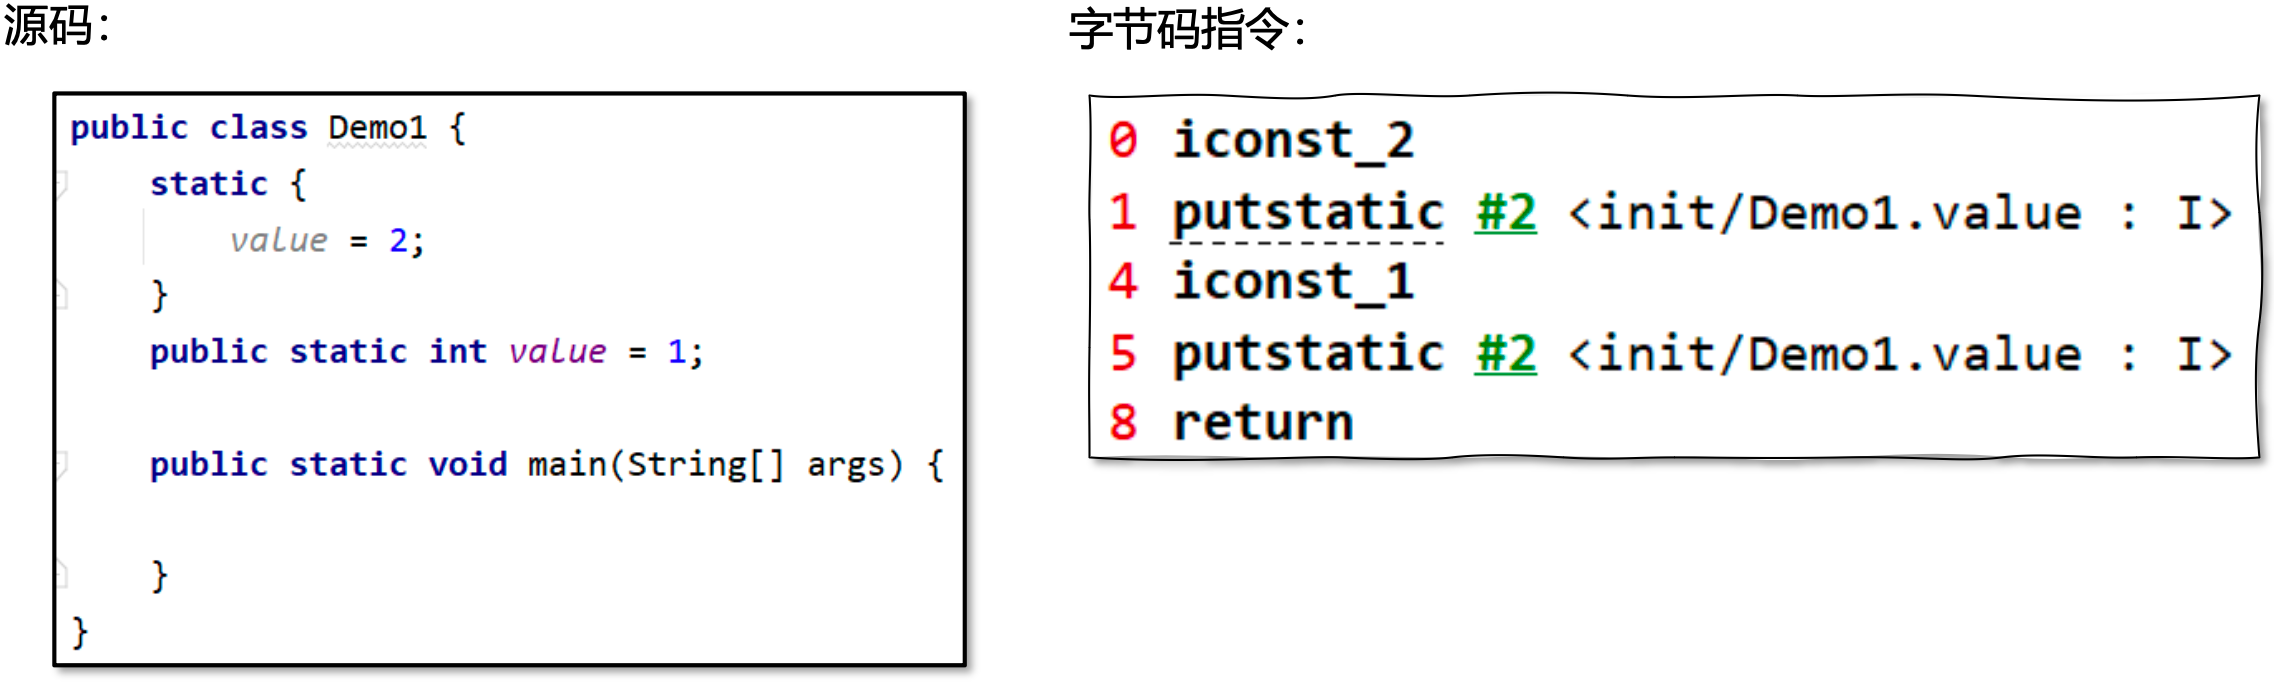 源码：
public class Demo1 {
    static {
        value = 2;
    }
    public static int value = 1;
    public static void main(String[] args) {
    }
}
字节码指令：
0 iconst_2
1 putstatic #2 <init/Demo1.value : I>
4 iconst_1
5 putstatic #2 <init/Demo1.value : I>
8 return